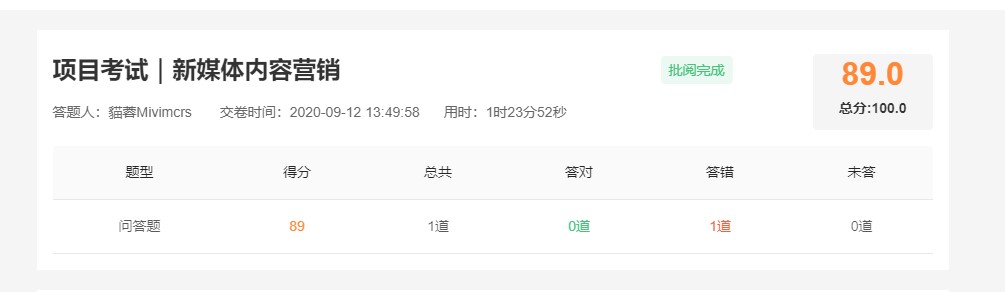 项目考试｜新媒体内容营销 批阅完成 89.0
答题人：貓蓉Mivimcrs 交卷时间：2020-09-12 13:49:58 用时：1时23分52秒 总分:100.0
题型 得分 总共 答对 答错 未答
问答题 89 1道 0道 1道 0道